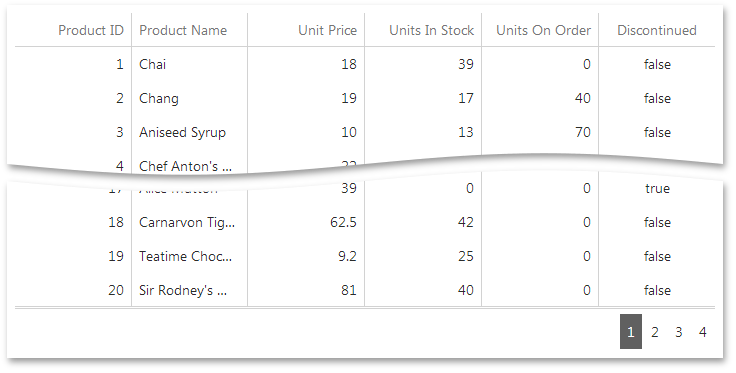 Product ID Product Name Unit Price Units In Stock Units On Order Discontinued
1 Chai 18 39 0 false
2 Chang 19 17 40 false
3 Aniseed Syrup 10 13 70 false
4 Chef Anton's ...
39 0 0 true
18 Carnarvon Tig... 62.5 42 0 false
19 Teatime Choc... 9.2 25 0 false
20 Sir Rodney's ... 81 40 0 false
1 2 3 4